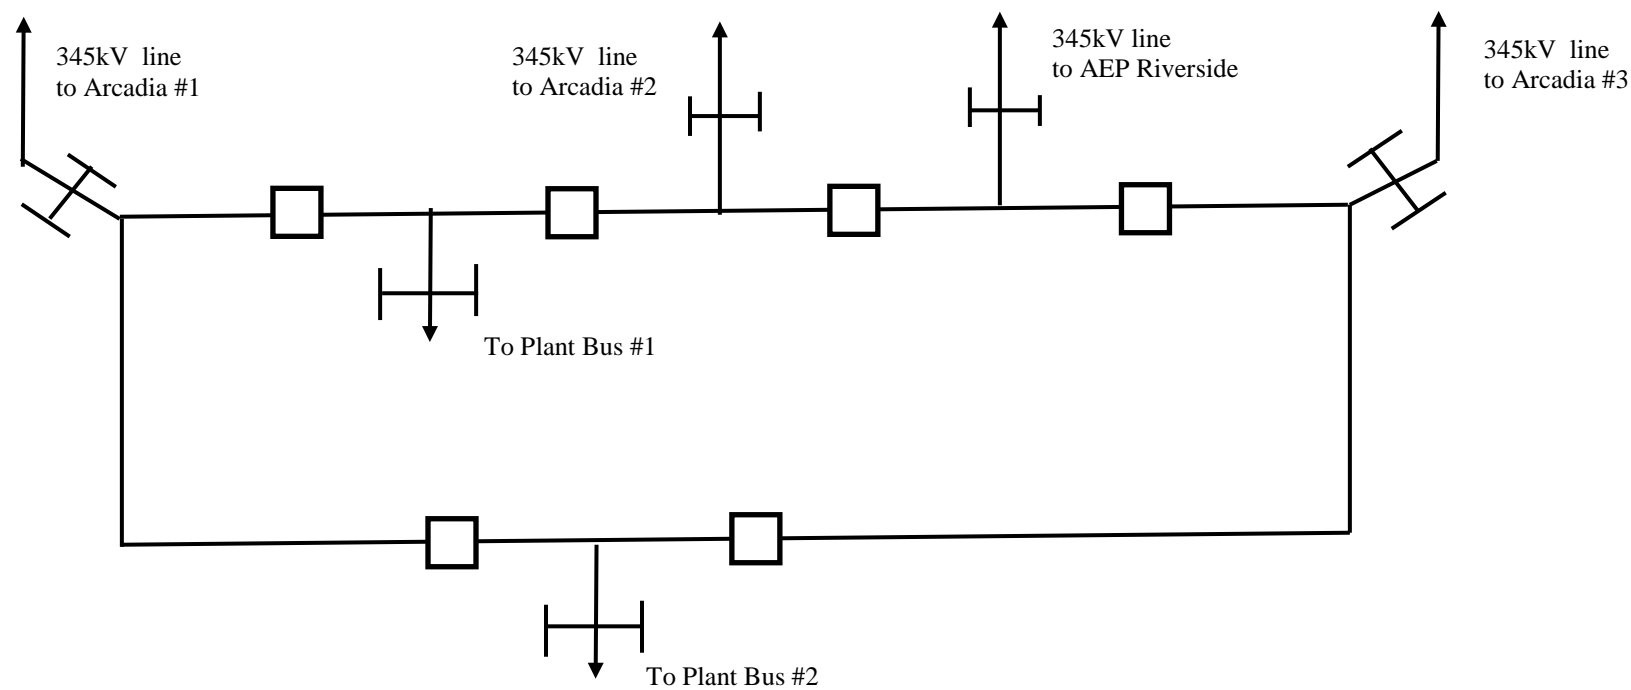 345kV line
to Arcadia #1
345kV line
to Arcadia #2
345kV line
to AEP Riverside
345kV line
to Arcadia #3
To Plant Bus #1
To Plant Bus #2